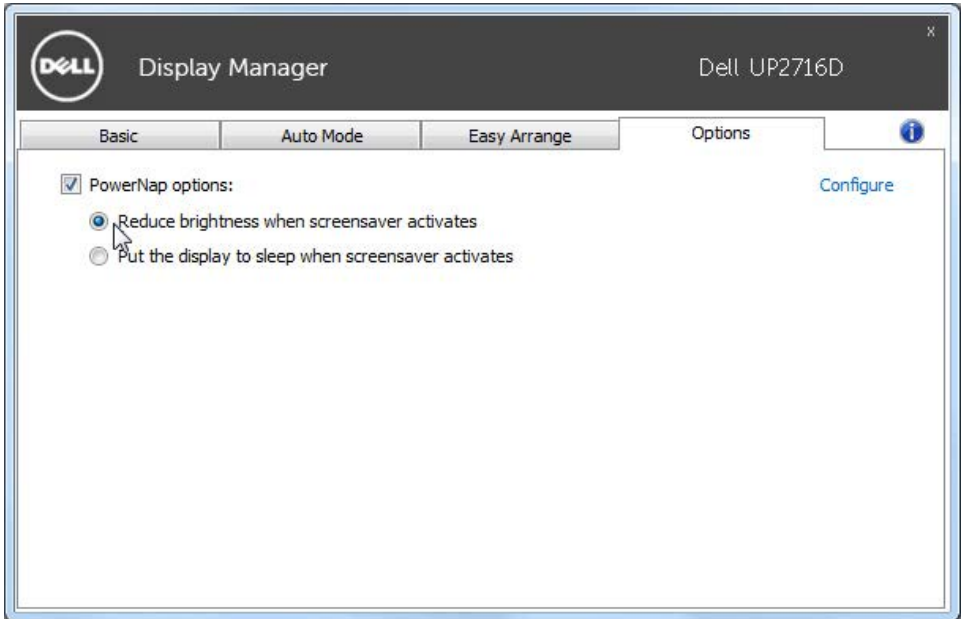 DELL
Display Manager
Dell UP2716D
x
Basic
Auto Mode
Easy Arrange
Options
i
PowerNap options:
Configure
Reduce brightness when screensaver activates
Put the display to sleep when screensaver activates